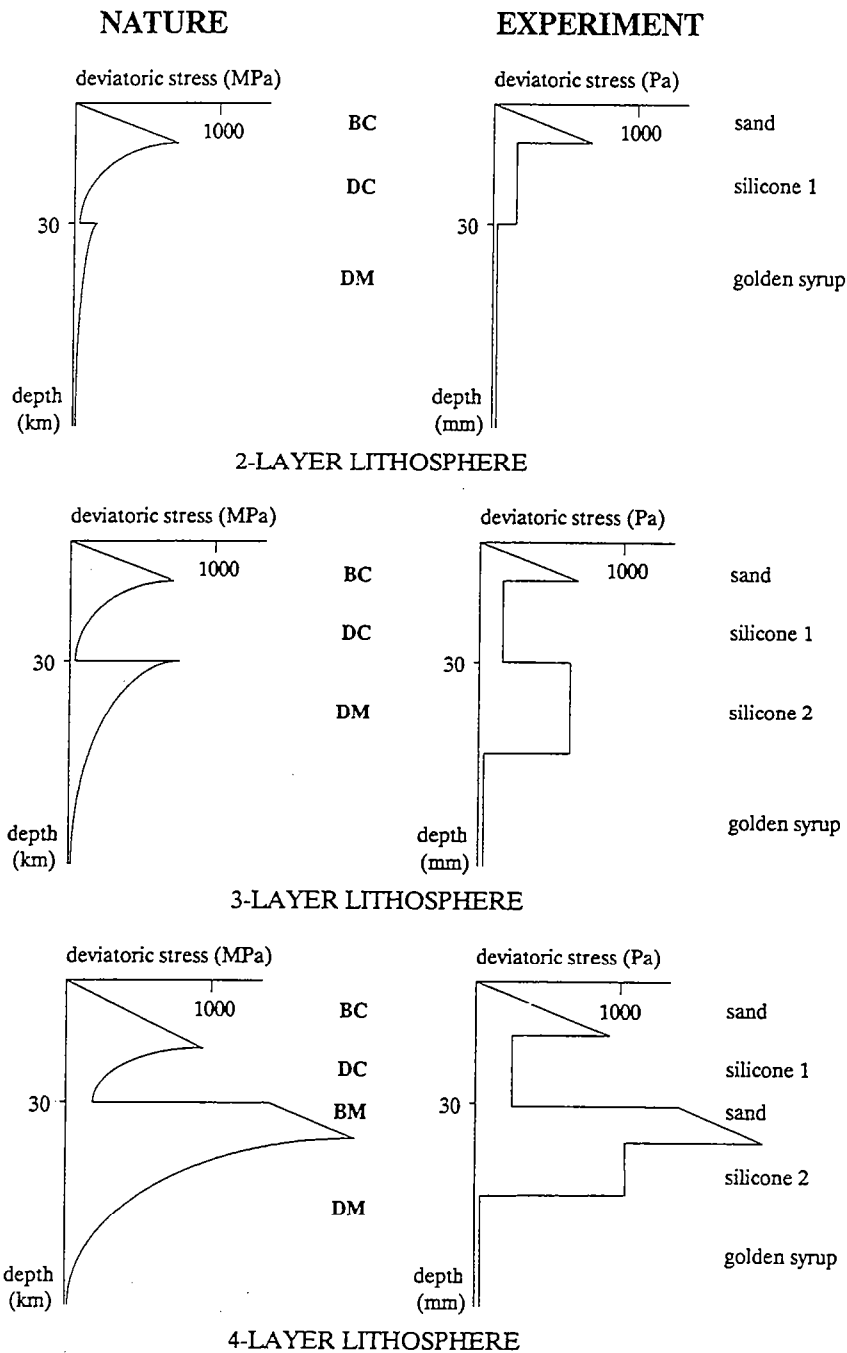 NATURE
EXPERIMENT
deviatoric stress (MPa)
1000
BC
DC
30
DM
depth
(km)
deviatoric stress (Pa)
1000
sand
silicone 1
30
golden syrup
depth
(mm)
2-LAYER LITHOSPHERE
deviatoric stress (MPa)
1000
BC
DC
30
DM
depth
(km)
deviatoric stress (Pa)
1000
sand
silicone 1
30
silicone 2
golden syrup
depth
(mm)
3-LAYER LITHOSPHERE
deviatoric stress (MPa)
1000
BC
DC
30
BM
DM
depth
(km)
deviatoric stress (Pa)
1000
sand
silicone 1
30
sand
silicone 2
golden syrup
depth
(mm)
4-LAYER LITHOSPHERE